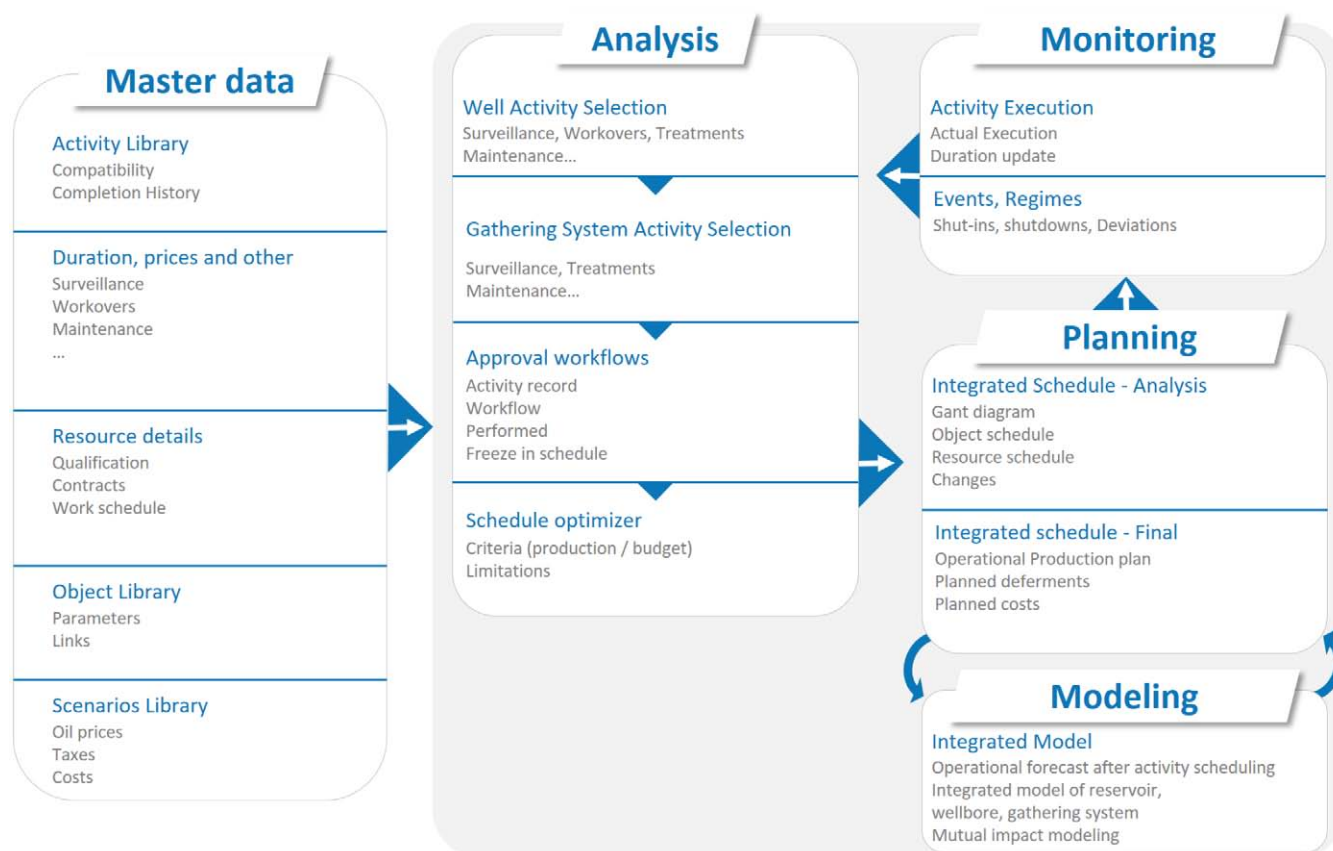 Master data
Activity Library
Compatibility
Completion History
Duration, prices and other
Surveillance
Workovers
Maintenance
...
Resource details
Qualification
Contracts
Work schedule
Object Library
Parameters
Links
Scenarios Library
Oil prices
Taxes
Costs
Analysis
Well Activity Selection
Surveillance, Workovers, Treatments
Maintenance...
Gathering System Activity Selection
Surveillance, Treatments
Maintenance...
Approval workflows
Activity record
Workflow
Performed
Freeze in schedule
Schedule optimizer
Criteria (production / budget)
Limitations
Monitoring
Activity Execution
Actual Execution
Duration update
Events, Regimes
Shut-ins, shutdowns, Deviations
Planning
Integrated Schedule - Analysis
Gant diagram
Object schedule
Resource schedule
Changes
Integrated schedule - Final
Operational Production plan
Planned deferments
Planned costs
Modeling
Integrated Model
Operational forecast after activity scheduling
Integrated model of reservoir,
wellbore, gathering system
Mutual impact modeling